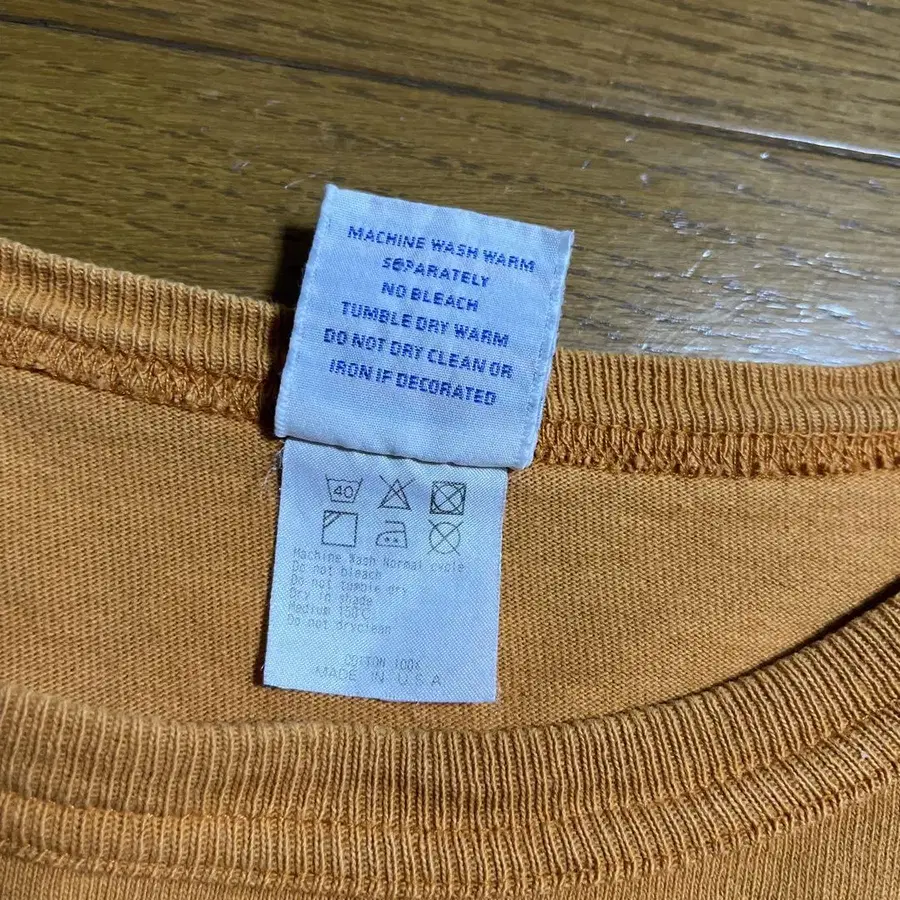 MACHINE WASH WARM
SEPARATELY
NO BLEACH
TUMBLE DRY WARM
DO NOT DRY CLEAN OR
IRON IF DECORATED
40
Machine Wash Normal cycle
Do not bleach
Do not tumble dry
Dry in shade
Medium 150℃
Do not dryclean
COTTON 100%
MADE IN U.S.A